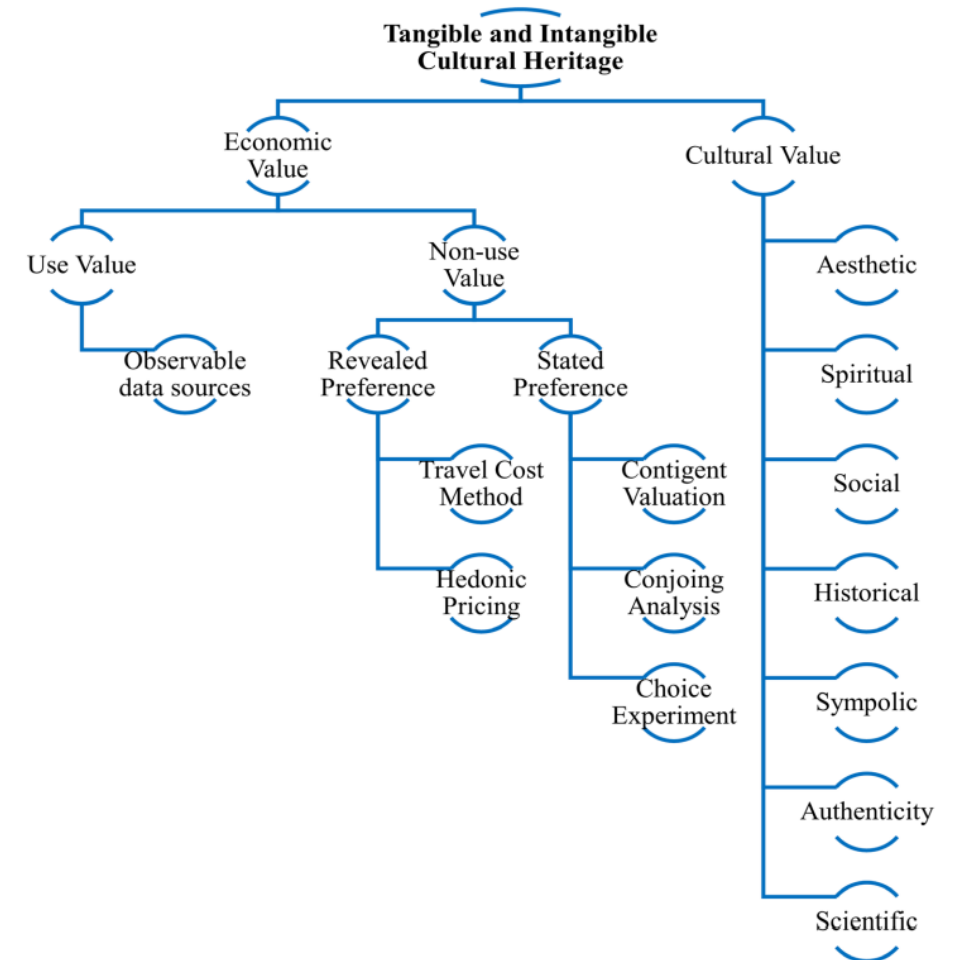 Tangible and Intangible
Cultural Heritage
Economic
Value
Cultural Value
Use Value
Non-use
Value
Observable
data sources
Revealed
Preference
Stated
Preference
Travel Cost
Method
Hedonic
Pricing
Contigent
Valuation
Conjoing
Analysis
Choice
Experiment
Aesthetic
Spiritual
Social
Historical
Sympolic
Authenticity
Scientific